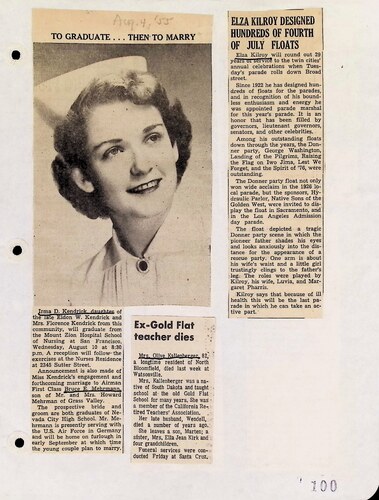 Aug. 4, '55
TO GRADUATE . . . THEN TO MARRY
Irma D. Kendrick, daughter of
the late Eldon W. Kendrick and
Mrs. Florence Kendrick from this
community, will graduate from
the Mount Zion Hospital School
of Nursing at San Francisco,
Wednesday, August 10 at 8:30
p. m. A reception will follow the
exercises at the Nurses Residence
at 2345 Sutter Street.
Announcement is also made of
Miss Kendrick's engagement and
forthcoming marriage to Airman
First Class Bruce E. Mehrmann,
son of Mr. and Mrs. Howard
Mehrman of Grass Valley.
The prospective bride and
groom are both graduates of Ne-
vada City High School. Mr. Me-
hrmann is presently serving with
the U.S. Air Force in Germany
and will be home on furlough in
early September at which time
the young couple plan to marry.
Ex-Gold Flat
teacher dies
Mrs. Olive Kallenberger, 82,
a longtime resident of North
Bloomfield, died last week at
Watsonville.
Mrs. Kallenberger was a na-
tive of South Dakota and taught
school at the old Gold Flat
School for many years. She was
a member of the California Re-
tired Teachers' Association.
Her late husband, Wendell,
died a number of years ago.
She leaves a son, Marten; a
sister, Mrs. Ella Jean Kirk and
four grandchildren.
Funeral services were con-
ducted Friday at Santa Cruz.
ELZA KILROY DESIGNED
HUNDREDS OF FOURTH
OF JULY FLOATS
Elza Kilroy will round out 29
years of service to the twin cities'
annual celebrations when Tues-
day's parade rolls down Broad
street.
Since 1922 he has designed hun-
dreds of floats for the parades,
and in recognition of his bound-
less enthusiasm and energy he
was appointed parade marshal
for this year's parade. It is an
honor that has been filled by
governors, lieutenant governors,
senators, and other celebrities.
Among his outstanding floats
down through the years, the Don-
ner party, George Washington,
Landing of the Pilgrims, Raising
the Flag on Iwo Jima, Lest We
Forget, and the Spirit of '76, were
outstanding.
The Donner party float not only
won wide acclaim in the 1926 lo-
cal parade, but the sponsors, Hy-
draulic Parlor, Native Sons of the
Golden West, were invited to dis-
play the float in Sacramento, and
in the Los Angeles Admission
day parade.
The float depicted a tragic
Donner party scene in which the
pioneer father shades his eyes
and looks anxiously into the dis-
tance for the appearance of a
rescue party. One arm is about
his wife's waist and a little girl
trustingly clings to the father's
leg. The roles were played by
Kilroy, his wife, Lurvia, and Mar-
garet Pharris.
Kilroy says that because of ill
health this will be the last pa-
rade in which he can take an ac-
tive part.
100